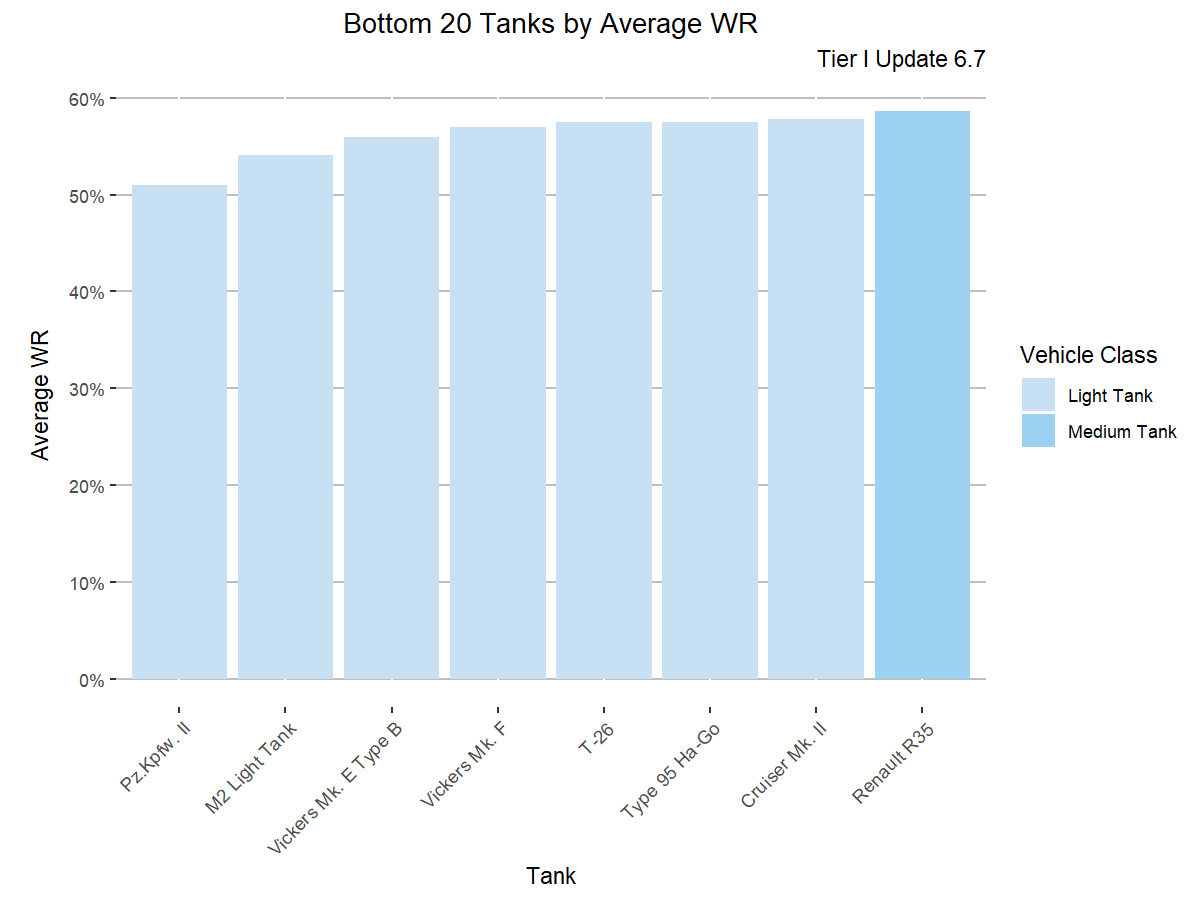 Bottom 20 Tanks by Average WR
Tier I Update 6.7
60%
50%
40%
30%
20%
10%
0%
Average WR
Pz.Kpfw. II
M2 Light Tank
Vickers Mk. E Type B
Vickers Mk. F
T-26
Type 95 Ha-Go
Cruiser Mk. II
Renault R35
Tank
Vehicle Class
Light Tank
Medium Tank